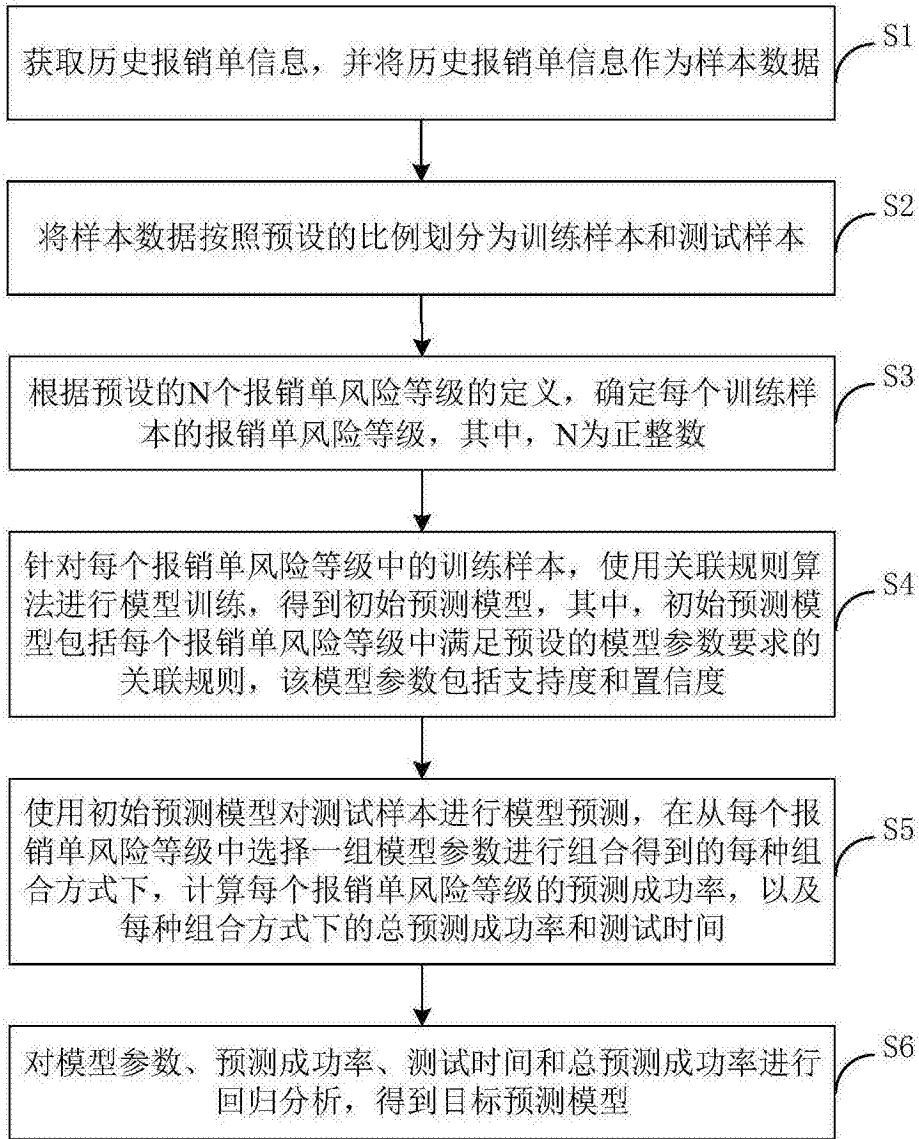 获取历史报销单信息，并将历史报销单信息作为样本数据
S1
将样本数据按照预设的比例划分为训练样本和测试样本
S2
根据预设的N个报销单风险等级的定义，确定每个训练样
本的报销单风险等级，其中，N为正整数
S3
针对每个报销单风险等级中的训练样本，使用关联规则算
法进行模型训练，得到初始预测模型，其中，初始预测模
型包括每个报销单风险等级中满足预设的模型参数要求的
关联规则，该模型参数包括支持度和置信度
S4
使用初始预测模型对测试样本进行模型预测，在从每个报
销单风险等级中选择一组模型参数进行组合得到的每种组
合方式下，计算每个报销单风险等级的预测成功率，以及
每种组合方式下的总预测成功率和测试时间
S5
对模型参数、预测成功率、测试时间和总预测成功率进行
回归分析，得到目标预测模型
S6